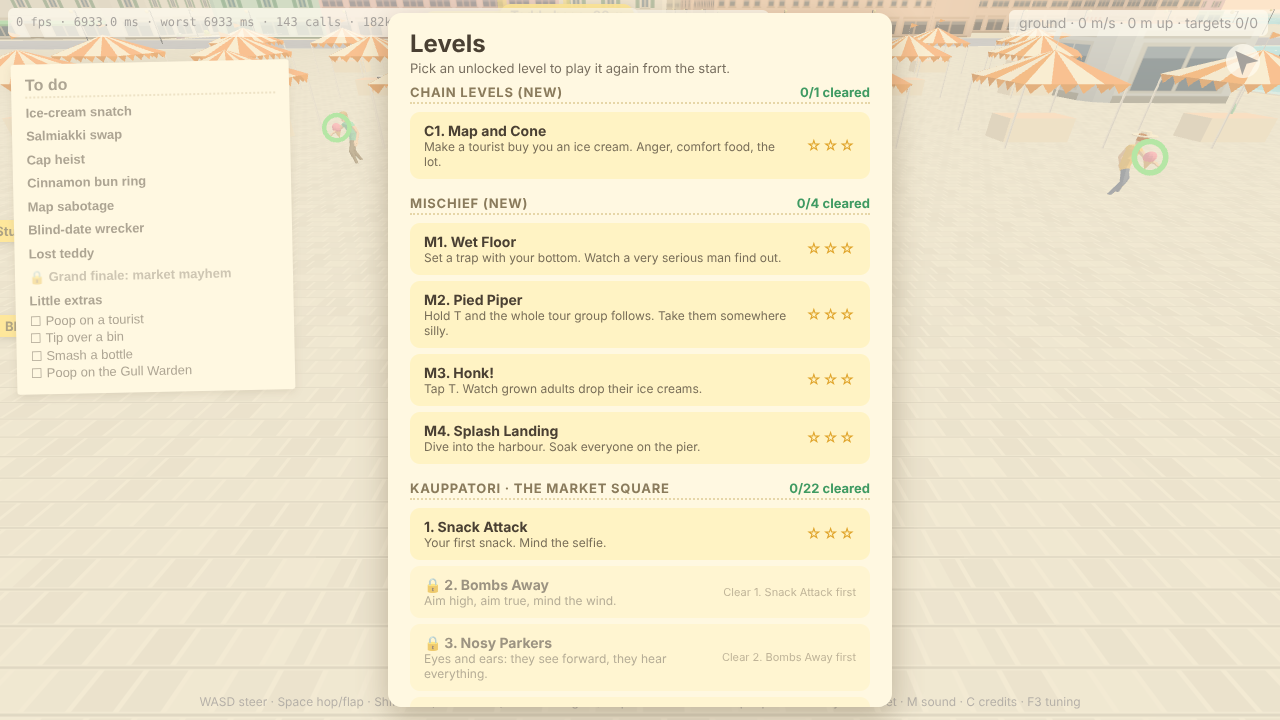 0 fps · 6933.0 ms · worst 6933 ms · 143 calls · 182k
ground · 0 m/s · 0 m up · targets 0/0
To do
Ice-cream snatch
Salmiakki swap
Cap heist
Cinnamon bun ring
Map sabotage
Blind-date wrecker
Lost teddy
🔒 Grand finale: market mayhem
Little extras
☐ Poop on a tourist
☐ Tip over a bin
☐ Smash a bottle
☐ Poop on the Gull Warden
Levels
Pick an unlocked level to play it again from the start.
CHAIN LEVELS (NEW) 0/1 cleared
C1. Map and Cone
Make a tourist buy you an ice cream. Anger, comfort food, the
lot.
☆☆☆
MISCHIEF (NEW) 0/4 cleared
M1. Wet Floor
Set a trap with your bottom. Watch a very serious man find out.
☆☆☆
M2. Pied Piper
Hold T and the whole tour group follows. Take them somewhere
silly.
☆☆☆
M3. Honk!
Tap T. Watch grown adults drop their ice creams.
☆☆☆
M4. Splash Landing
Dive into the harbour. Soak everyone on the pier.
☆☆☆
KAUPPATORI · THE MARKET SQUARE 0/22 cleared
1. Snack Attack
Your first snack. Mind the selfie.
☆☆☆
🔒 2. Bombs Away
Aim high, aim true, mind the wind.
Clear 1. Snack Attack first
🔒 3. Nosy Parkers
Eyes and ears: they see forward, they hear
everything.
Clear 2. Bombs Away first
WASD steer · Space hop/flap · M sound · C credits · F3 tuning